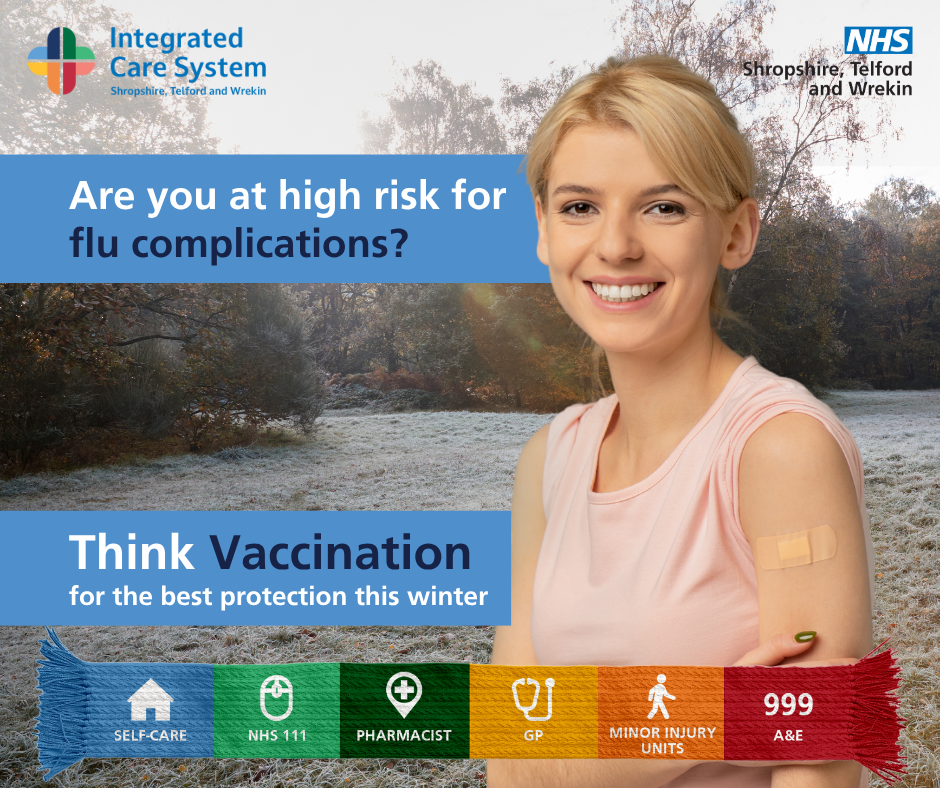 Integrated
Care System
Shropshire, Telford and Wrekin
NHS
Shropshire, Telford
and Wrekin
Are you at high risk for
flu complications?
Think Vaccination
for the best protection this winter
SELF-CARE
NHS 111
PHARMACIST
GP
MINOR INJURY
UNITS
999
A&E